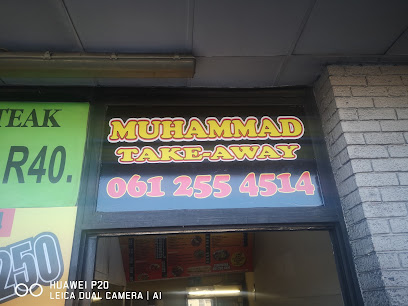 TEAK
R40.
250
MUHAMMAD
TAKE-AWAY
061 255 4514
HUAWEI P20
LEICA DUAL CAMERA | AI